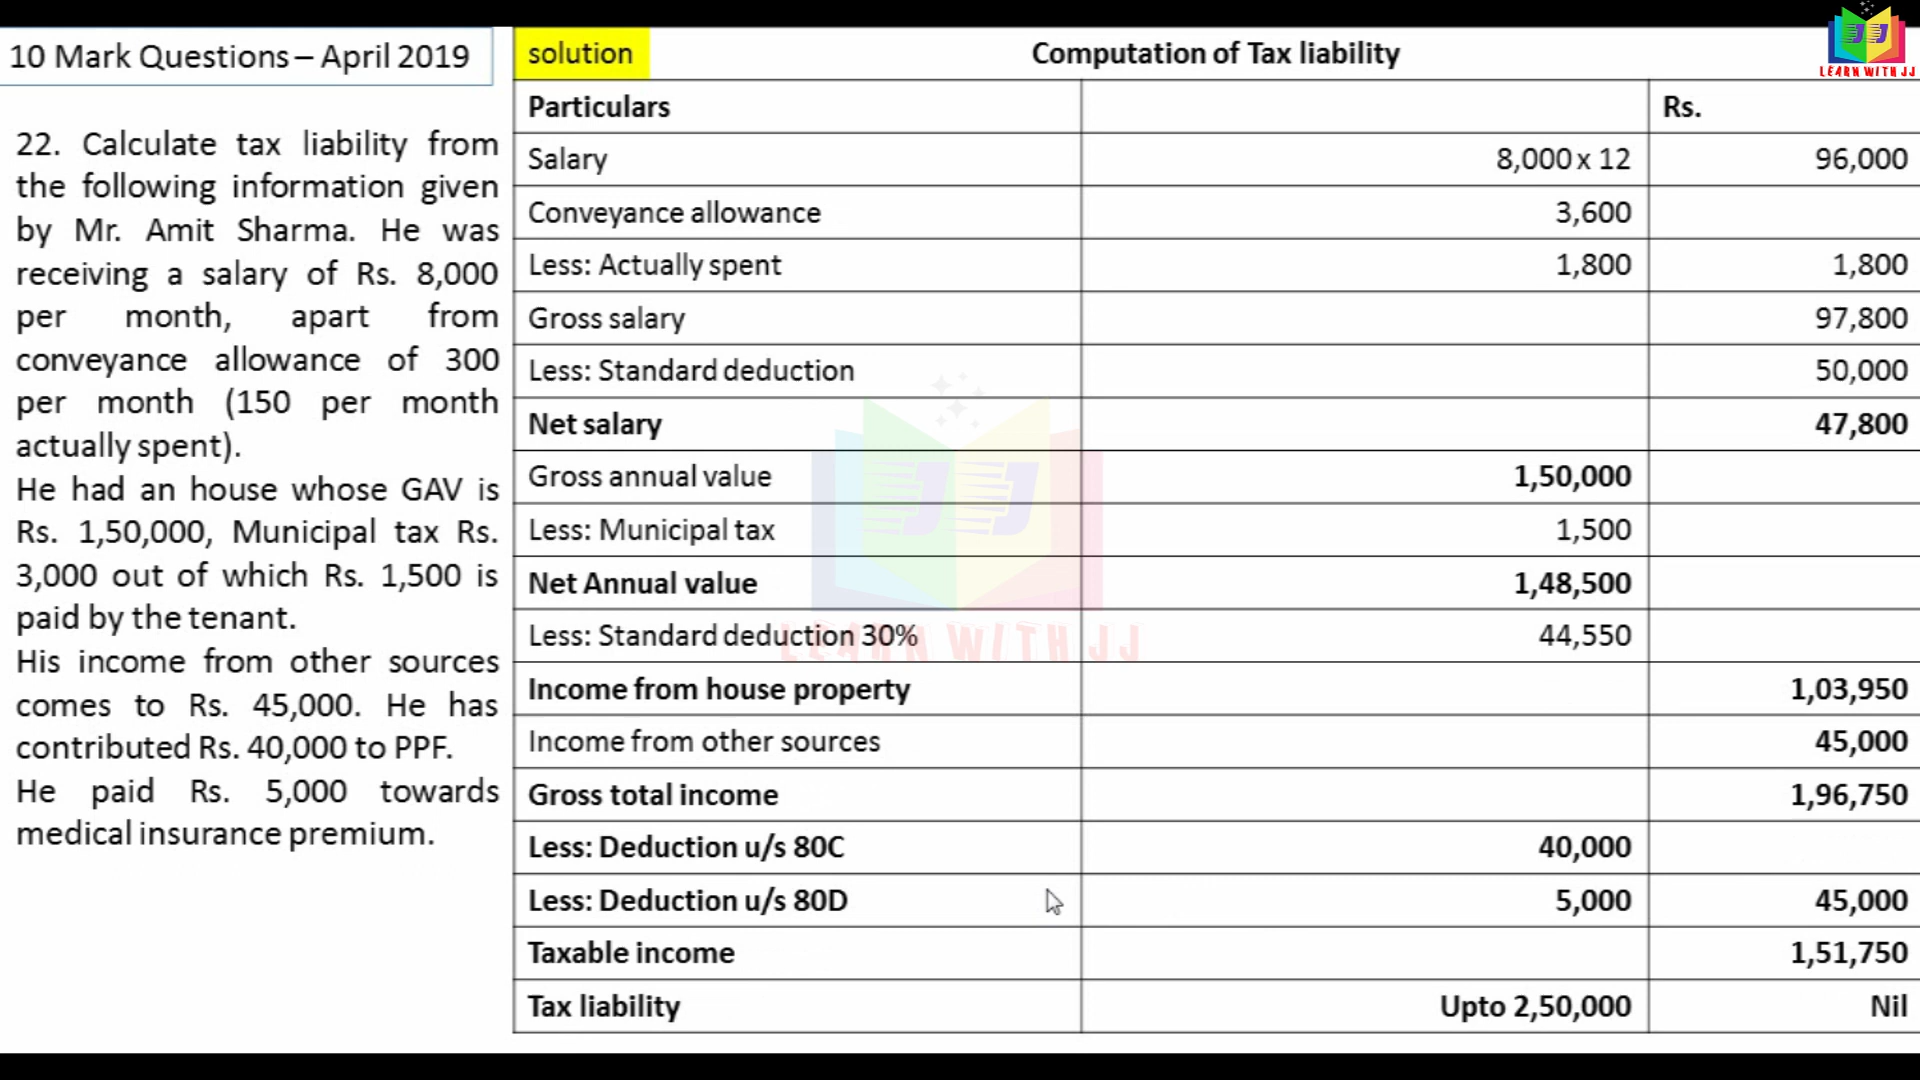 10 Mark Questions – April 2019
22. Calculate tax liability from
the following information given
by Mr. Amit Sharma. He was
receiving a salary of Rs. 8,000
per month, apart from
conveyance allowance of 300
per month (150 per month
actually spent).
He had an house whose GAV is
Rs. 1,50,000, Municipal tax Rs.
3,000 out of which Rs. 1,500 is
paid by the tenant.
His income from other sources
comes to Rs. 45,000. He has
contributed Rs. 40,000 to PPF.
He paid Rs. 5,000 towards
medical insurance premium.
solution Computation of Tax liability
Particulars Rs.
Salary 8,000 x 12 96,000
Conveyance allowance 3,600
Less: Actually spent 1,800 1,800
Gross salary 97,800
Less: Standard deduction 50,000
Net salary 47,800
Gross annual value 1,50,000
Less: Municipal tax 1,500
Net Annual value 1,48,500
Less: Standard deduction 30% 44,550
Income from house property 1,03,950
Income from other sources 45,000
Gross total income 1,96,750
Less: Deduction u/s 80C 40,000
Less: Deduction u/s 80D 5,000 45,000
Taxable income 1,51,750
Tax liability Upto 2,50,000 Nil
JJ
LEARN WITH JJ
JJ
LEARN WITH JJ